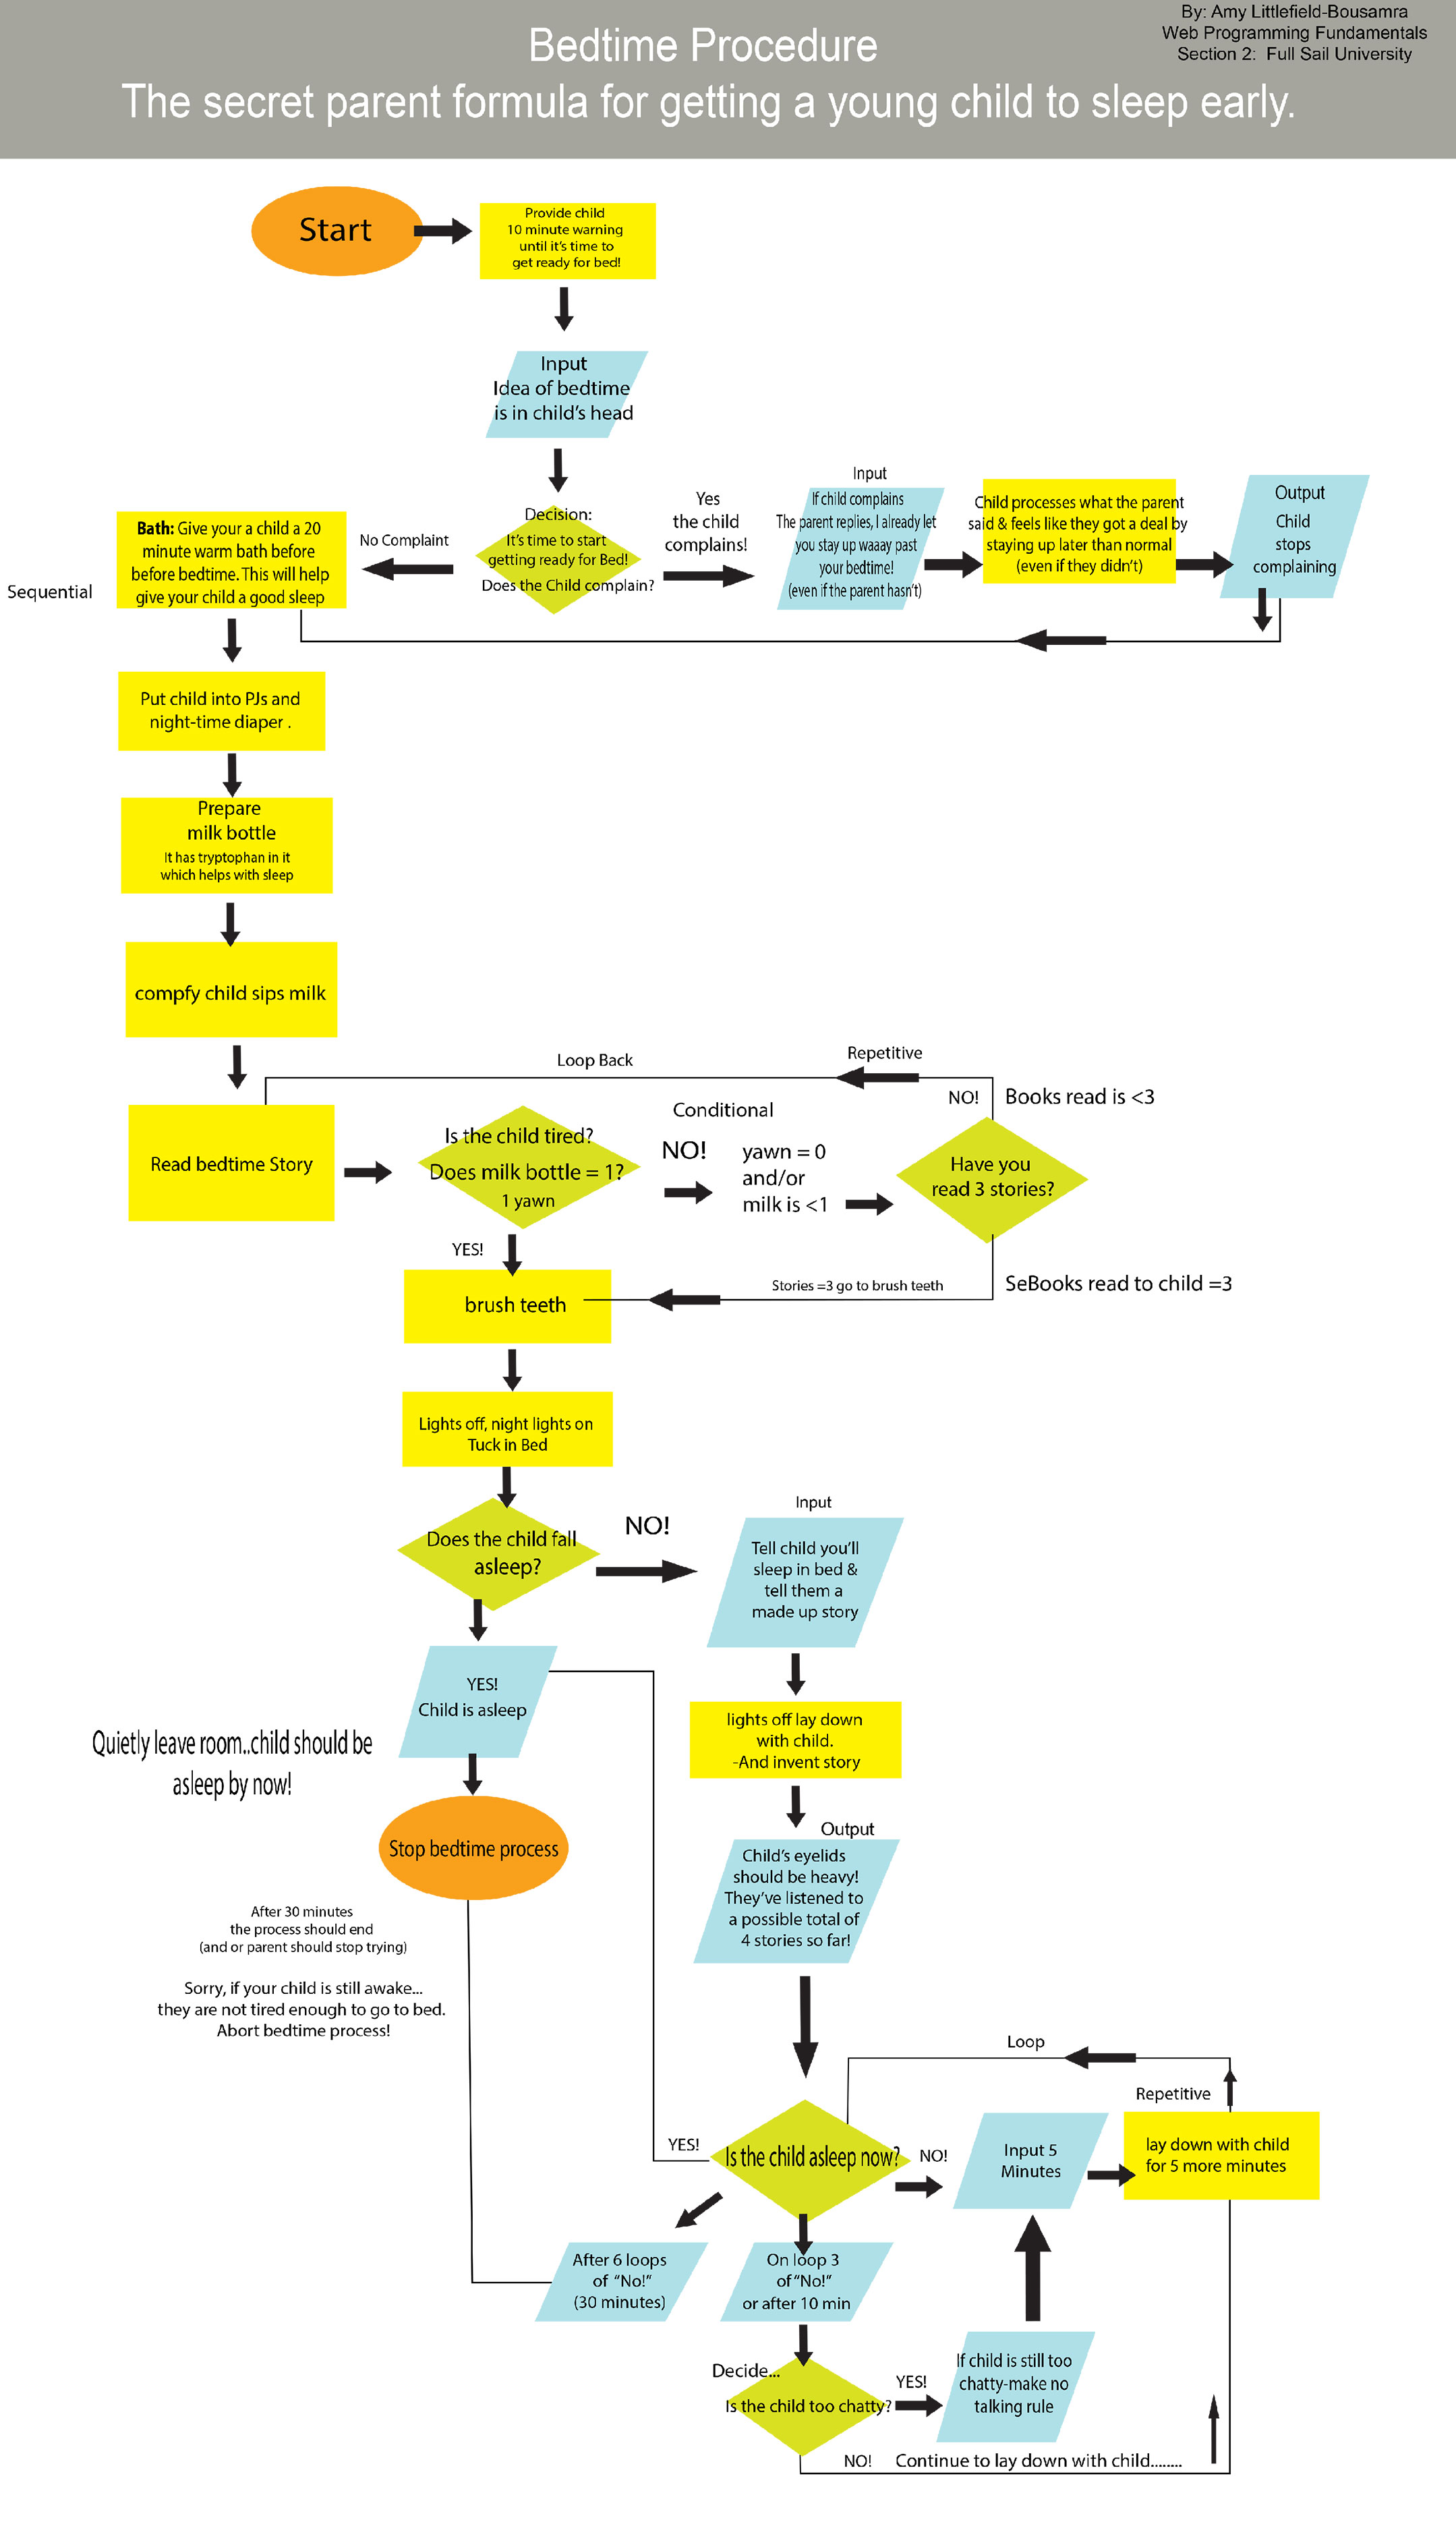 By: Amy Littlefield-Bousamra
Web Programming Fundamentals
Section 2: Full Sail University
Bedtime Procedure
The secret parent formula for getting a young child to sleep early.
Start
Provide child
10 minute warning
until it's time to
get ready for bed!
Input
Idea of bedtime
is in child's head
Decision:
It's time to start
getting ready for Bed!
Does the Child complain?
No Complaint
Yes
the child
complains!
Input
If child complains
The parent replies, I already let
you stay up waaay past
your bedtime!
(even if the parent hasn't)
Child processes what the parent
said & feels like they got a deal by
staying up later than normal
(even if they didn't)
Output
Child
stops
complaining
Sequential
Bath: Give your a child a 20
minute warm bath before
before bedtime. This will help
give your child a good sleep
Put child into PJs and
night-time diaper .
Prepare
milk bottle
It has tryptophan in it
which helps with sleep
compfy child sips milk
Loop Back
Repetitive
NO!
Books read is <3
Read bedtime Story
Is the child tired?
Does milk bottle = 1?
1 yawn
Conditional
NO!
yawn = 0
and/or
milk is <1
Have you
read 3 stories?
YES!
Stories =3 go to brush teeth
SeBooks read to child =3
brush teeth
Lights off, night lights on
Tuck in Bed
Does the child fall
asleep?
NO!
Input
Tell child you'll
sleep in bed &
tell them a
made up story
YES!
Child is asleep
lights off lay down
with child.
-And invent story
Quietly leave room..child should be
asleep by now!
Stop bedtime process
Output
Child's eyelids
should be heavy!
They've listened to
a possible total of
4 stories so far!
After 30 minutes
the process should end
(and or parent should stop trying)
Sorry, if your child is still awake...
they are not tired enough to go to bed.
Abort bedtime process!
Loop
Repetitive
YES!
Is the child asleep now?
NO!
Input 5
Minutes
lay down with child
for 5 more minutes
After 6 loops
of "No!"
(30 minutes)
On loop 3
of "No!"
or after 10 min
Decide...
Is the child too chatty?
YES!
If child is still too
chatty-make no
talking rule
NO!
Continue to lay down with child........